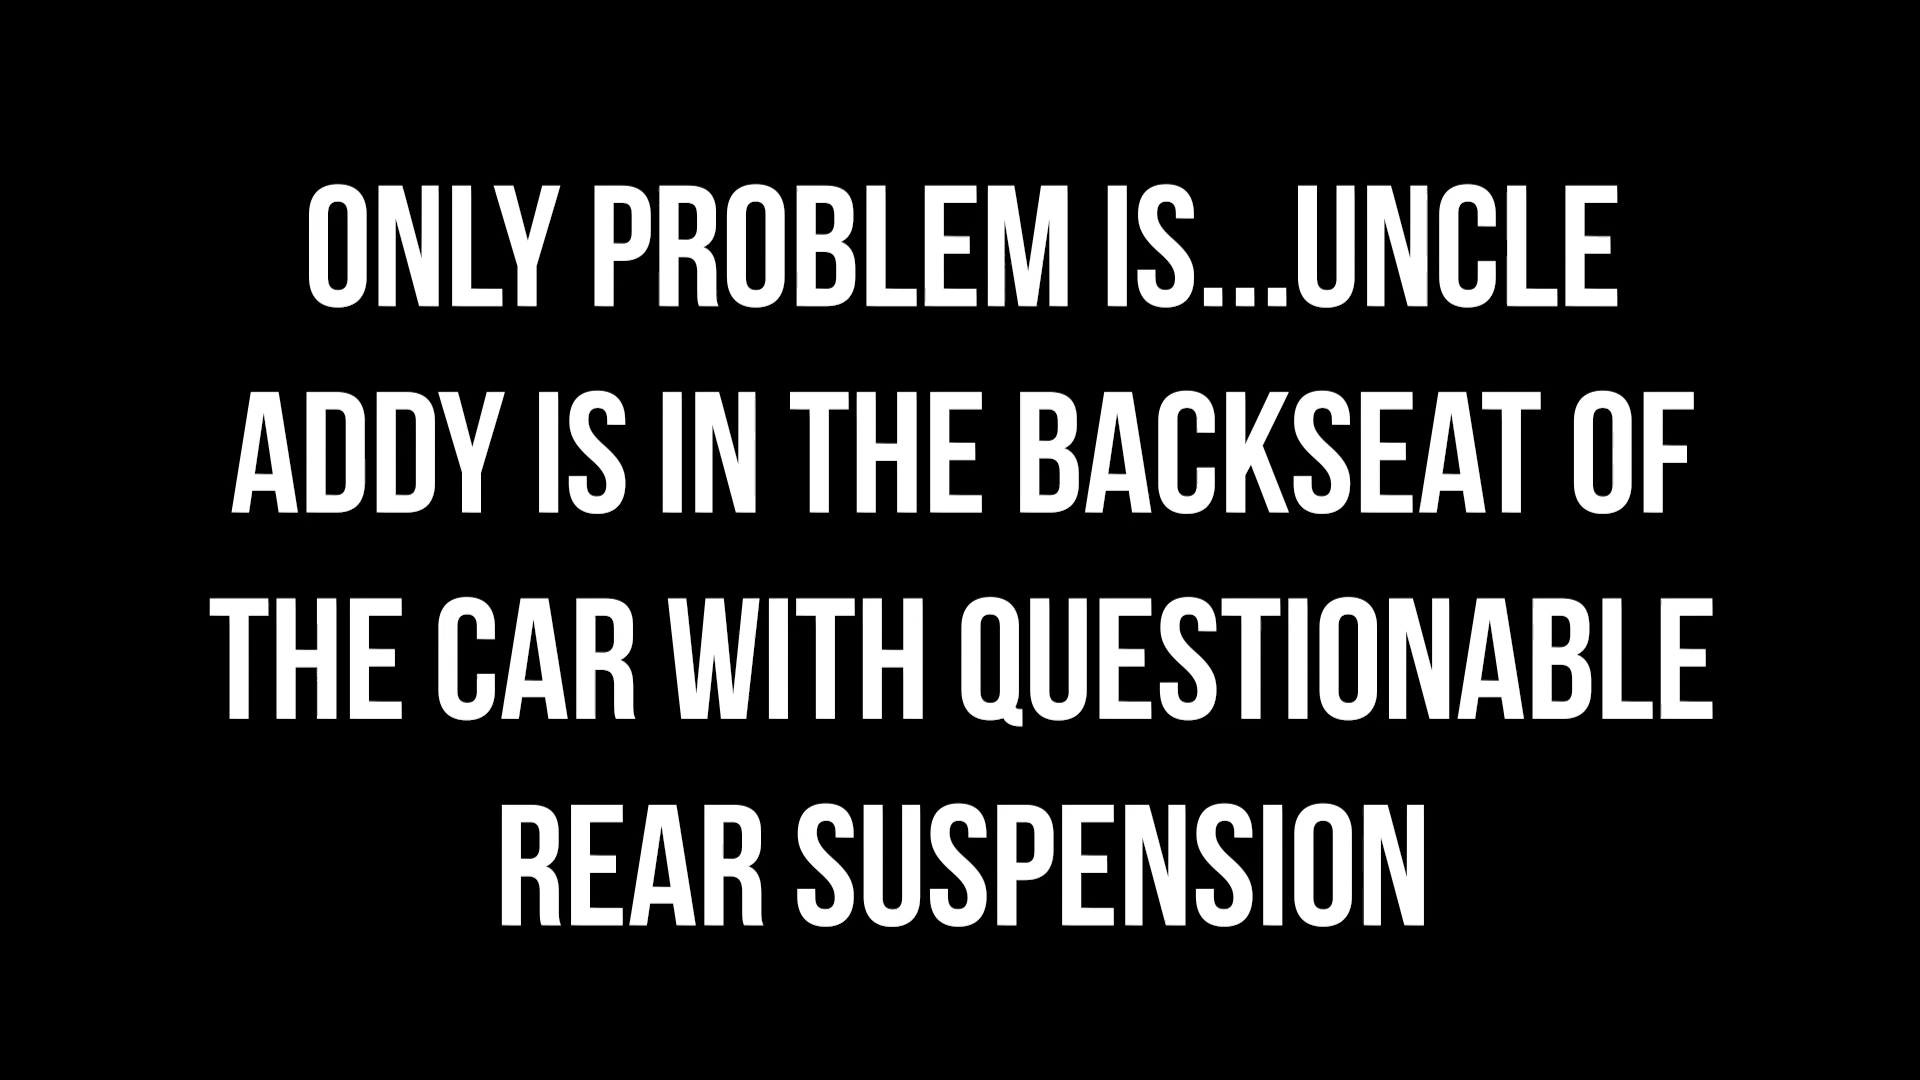 ONLY PROBLEM IS...UNCLE
ADDY IS IN THE BACKSEAT OF
THE CAR WITH QUESTIONABLE
REAR SUSPENSION